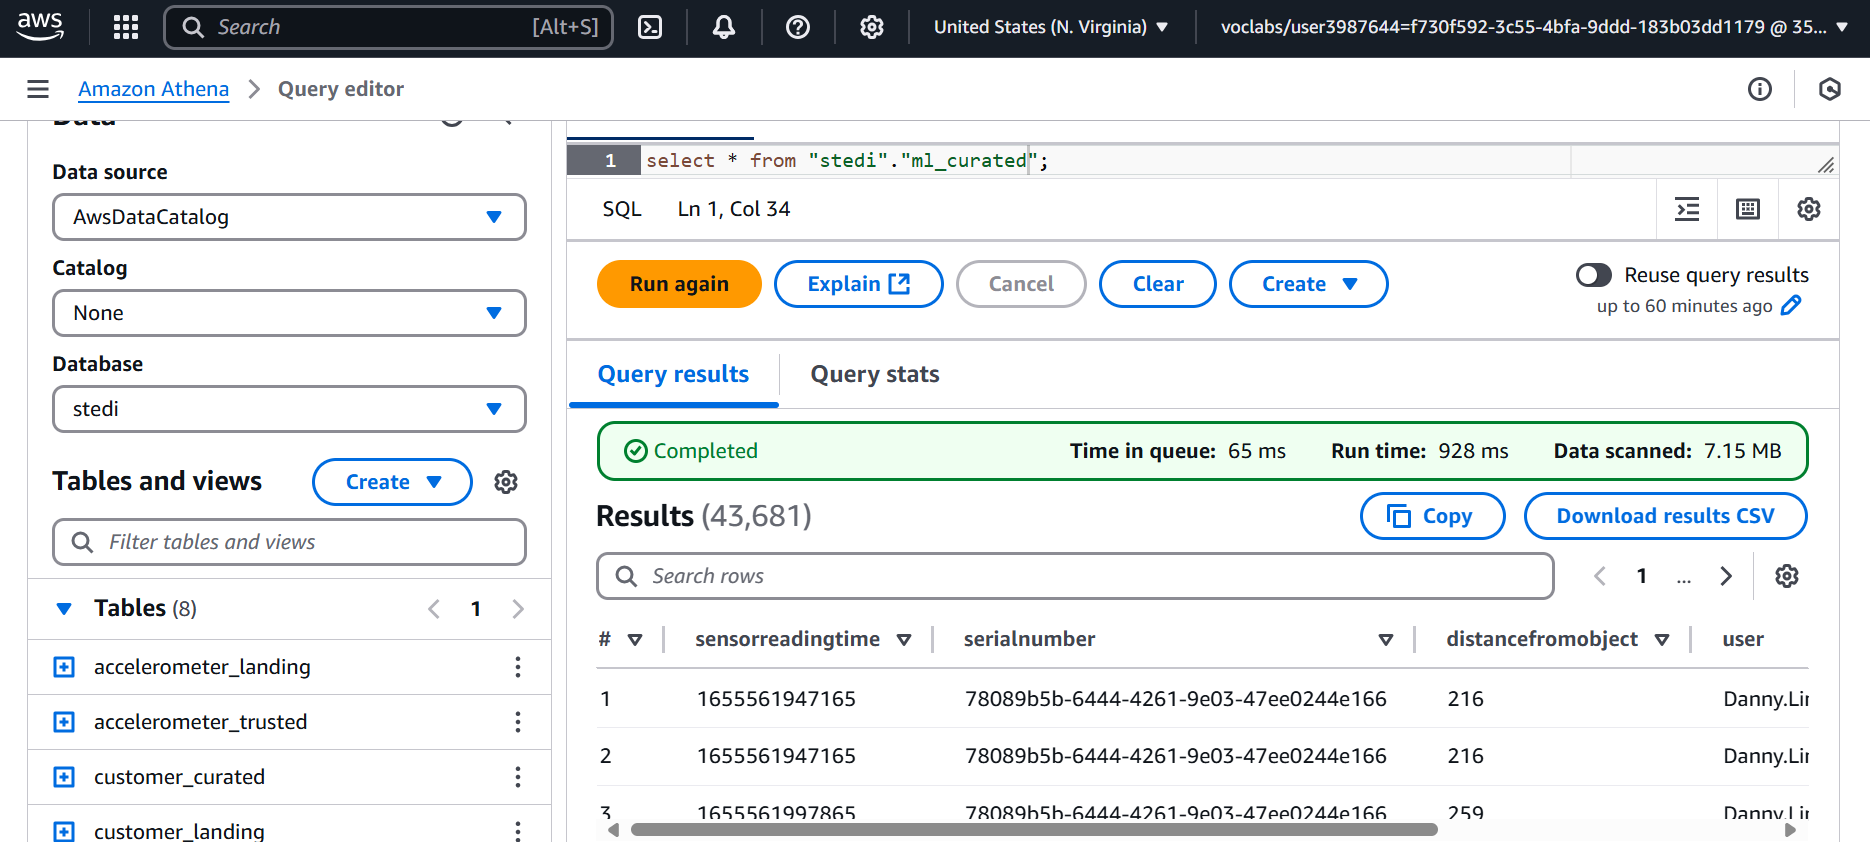 aws
Search [Alt+S]
United States (N. Virginia)
voclabs/user3987644=f730f592-3c55-4bfa-9ddd-183b03dd1179 @ 35...
Amazon Athena
Query editor
Data
Data source
AwsDataCatalog
Catalog
None
Database
stedi
Tables and views
Create
Filter tables and views
Tables (8)
1
accelerometer_landing
accelerometer_trusted
customer_curated
customer_landing
1 select * from "stedi"."ml_curated";
SQL Ln 1, Col 34
Run again
Explain
Cancel
Clear
Create
Reuse query results
up to 60 minutes ago
Query results
Query stats
Completed
Time in queue: 65 ms
Run time: 928 ms
Data scanned: 7.15 MB
Results (43,681)
Copy
Download results CSV
Search rows
1 ...
# sensorreadingtime serialnumber distancefromobject user
1 1655561947165 78089b5b-6444-4261-9e03-47ee0244e166 216 Danny.Lin
2 1655561947165 78089b5b-6444-4261-9e03-47ee0244e166 216 Danny.Lin
3 1655561997865 78089b5b-6444-4261-9e03-47ee0244e166 259 Danny.Lin